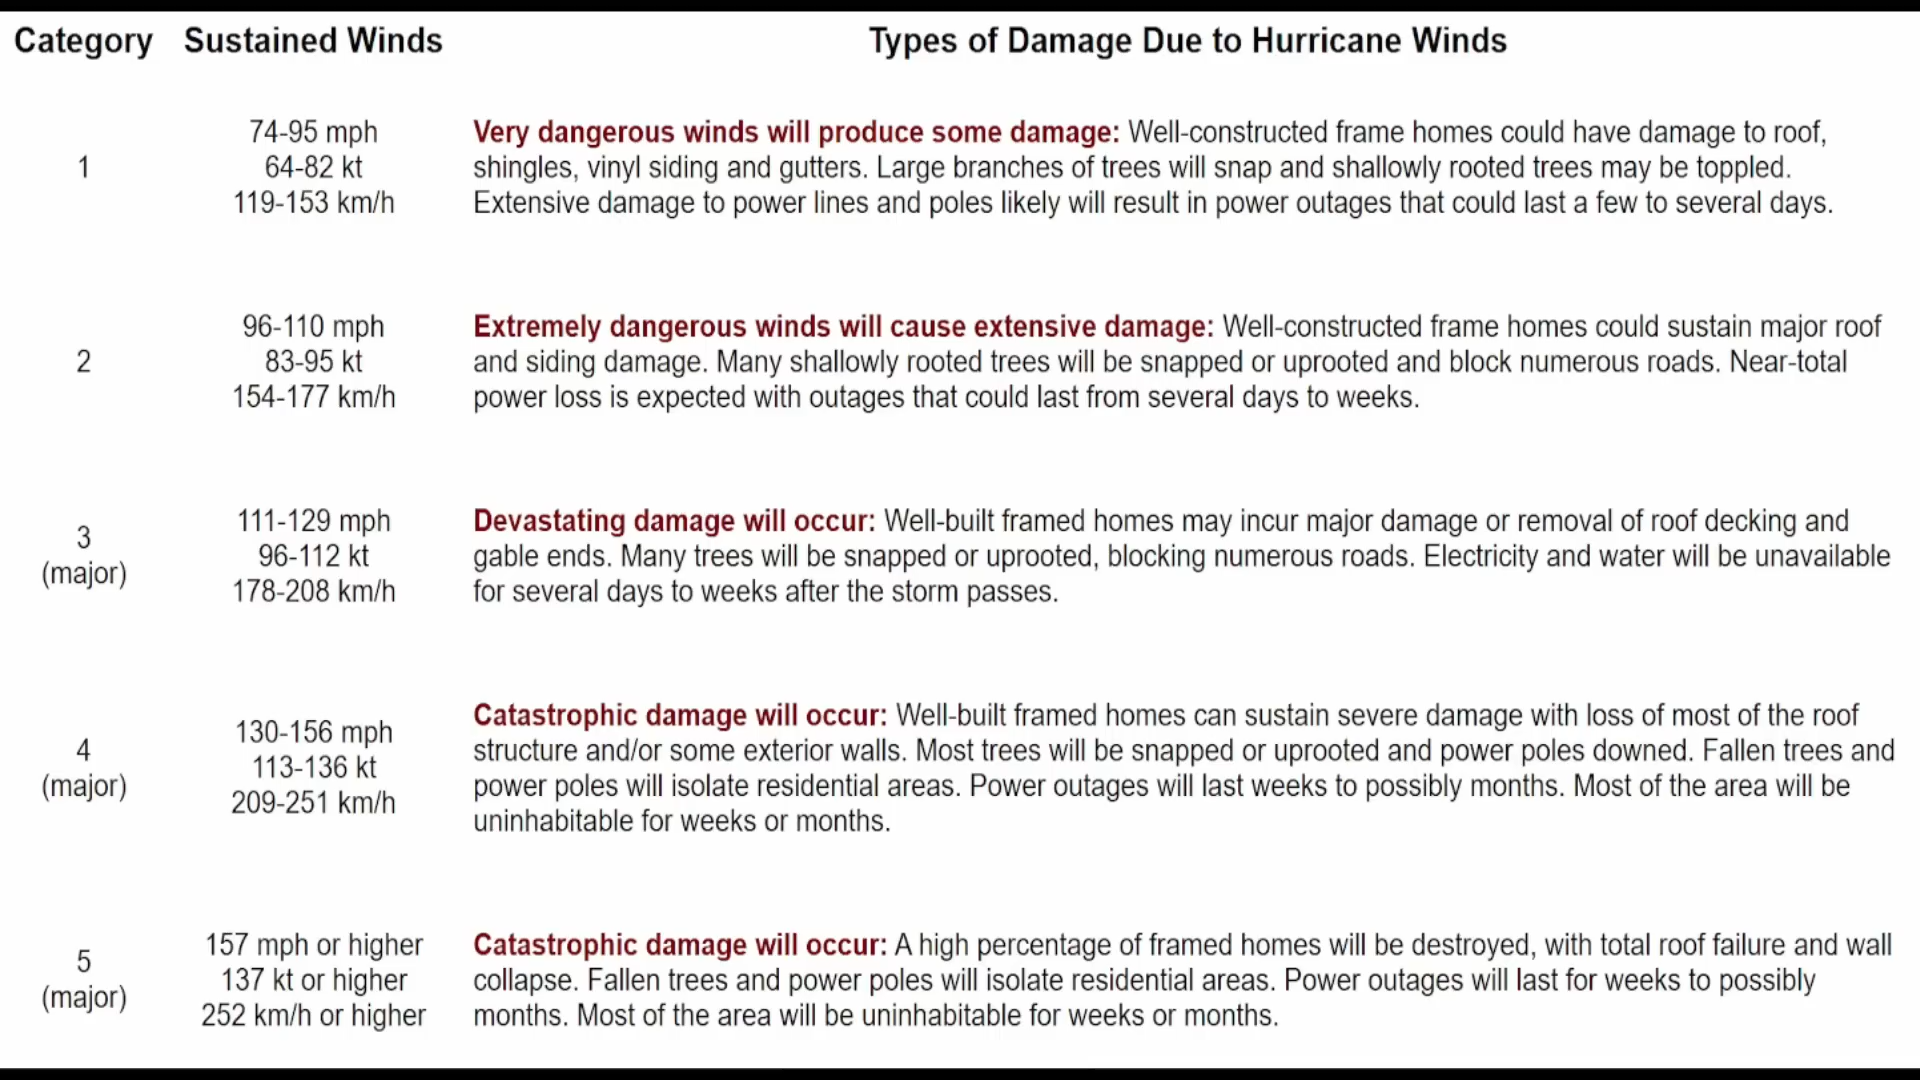 Category Sustained Winds Types of Damage Due to Hurricane Winds
1
74-95 mph
64-82 kt
119-153 km/h
Very dangerous winds will produce some damage: Well-constructed frame homes could have damage to roof,
shingles, vinyl siding and gutters. Large branches of trees will snap and shallowly rooted trees may be toppled.
Extensive damage to power lines and poles likely will result in power outages that could last a few to several days.
2
96-110 mph
83-95 kt
154-177 km/h
Extremely dangerous winds will cause extensive damage: Well-constructed frame homes could sustain major roof
and siding damage. Many shallowly rooted trees will be snapped or uprooted and block numerous roads. Near-total
power loss is expected with outages that could last from several days to weeks.
3
(major)
111-129 mph
96-112 kt
178-208 km/h
Devastating damage will occur: Well-built framed homes may incur major damage or removal of roof decking and
gable ends. Many trees will be snapped or uprooted, blocking numerous roads. Electricity and water will be unavailable
for several days to weeks after the storm passes.
4
(major)
130-156 mph
113-136 kt
209-251 km/h
Catastrophic damage will occur: Well-built framed homes can sustain severe damage with loss of most of the roof
structure and/or some exterior walls. Most trees will be snapped or uprooted and power poles downed. Fallen trees and
power poles will isolate residential areas. Power outages will last weeks to possibly months. Most of the area will be
uninhabitable for weeks or months.
5
(major)
157 mph or higher
137 kt or higher
252 km/h or higher
Catastrophic damage will occur: A high percentage of framed homes will be destroyed, with total roof failure and wall
collapse. Fallen trees and power poles will isolate residential areas. Power outages will last for weeks to possibly
months. Most of the area will be uninhabitable for weeks or months.